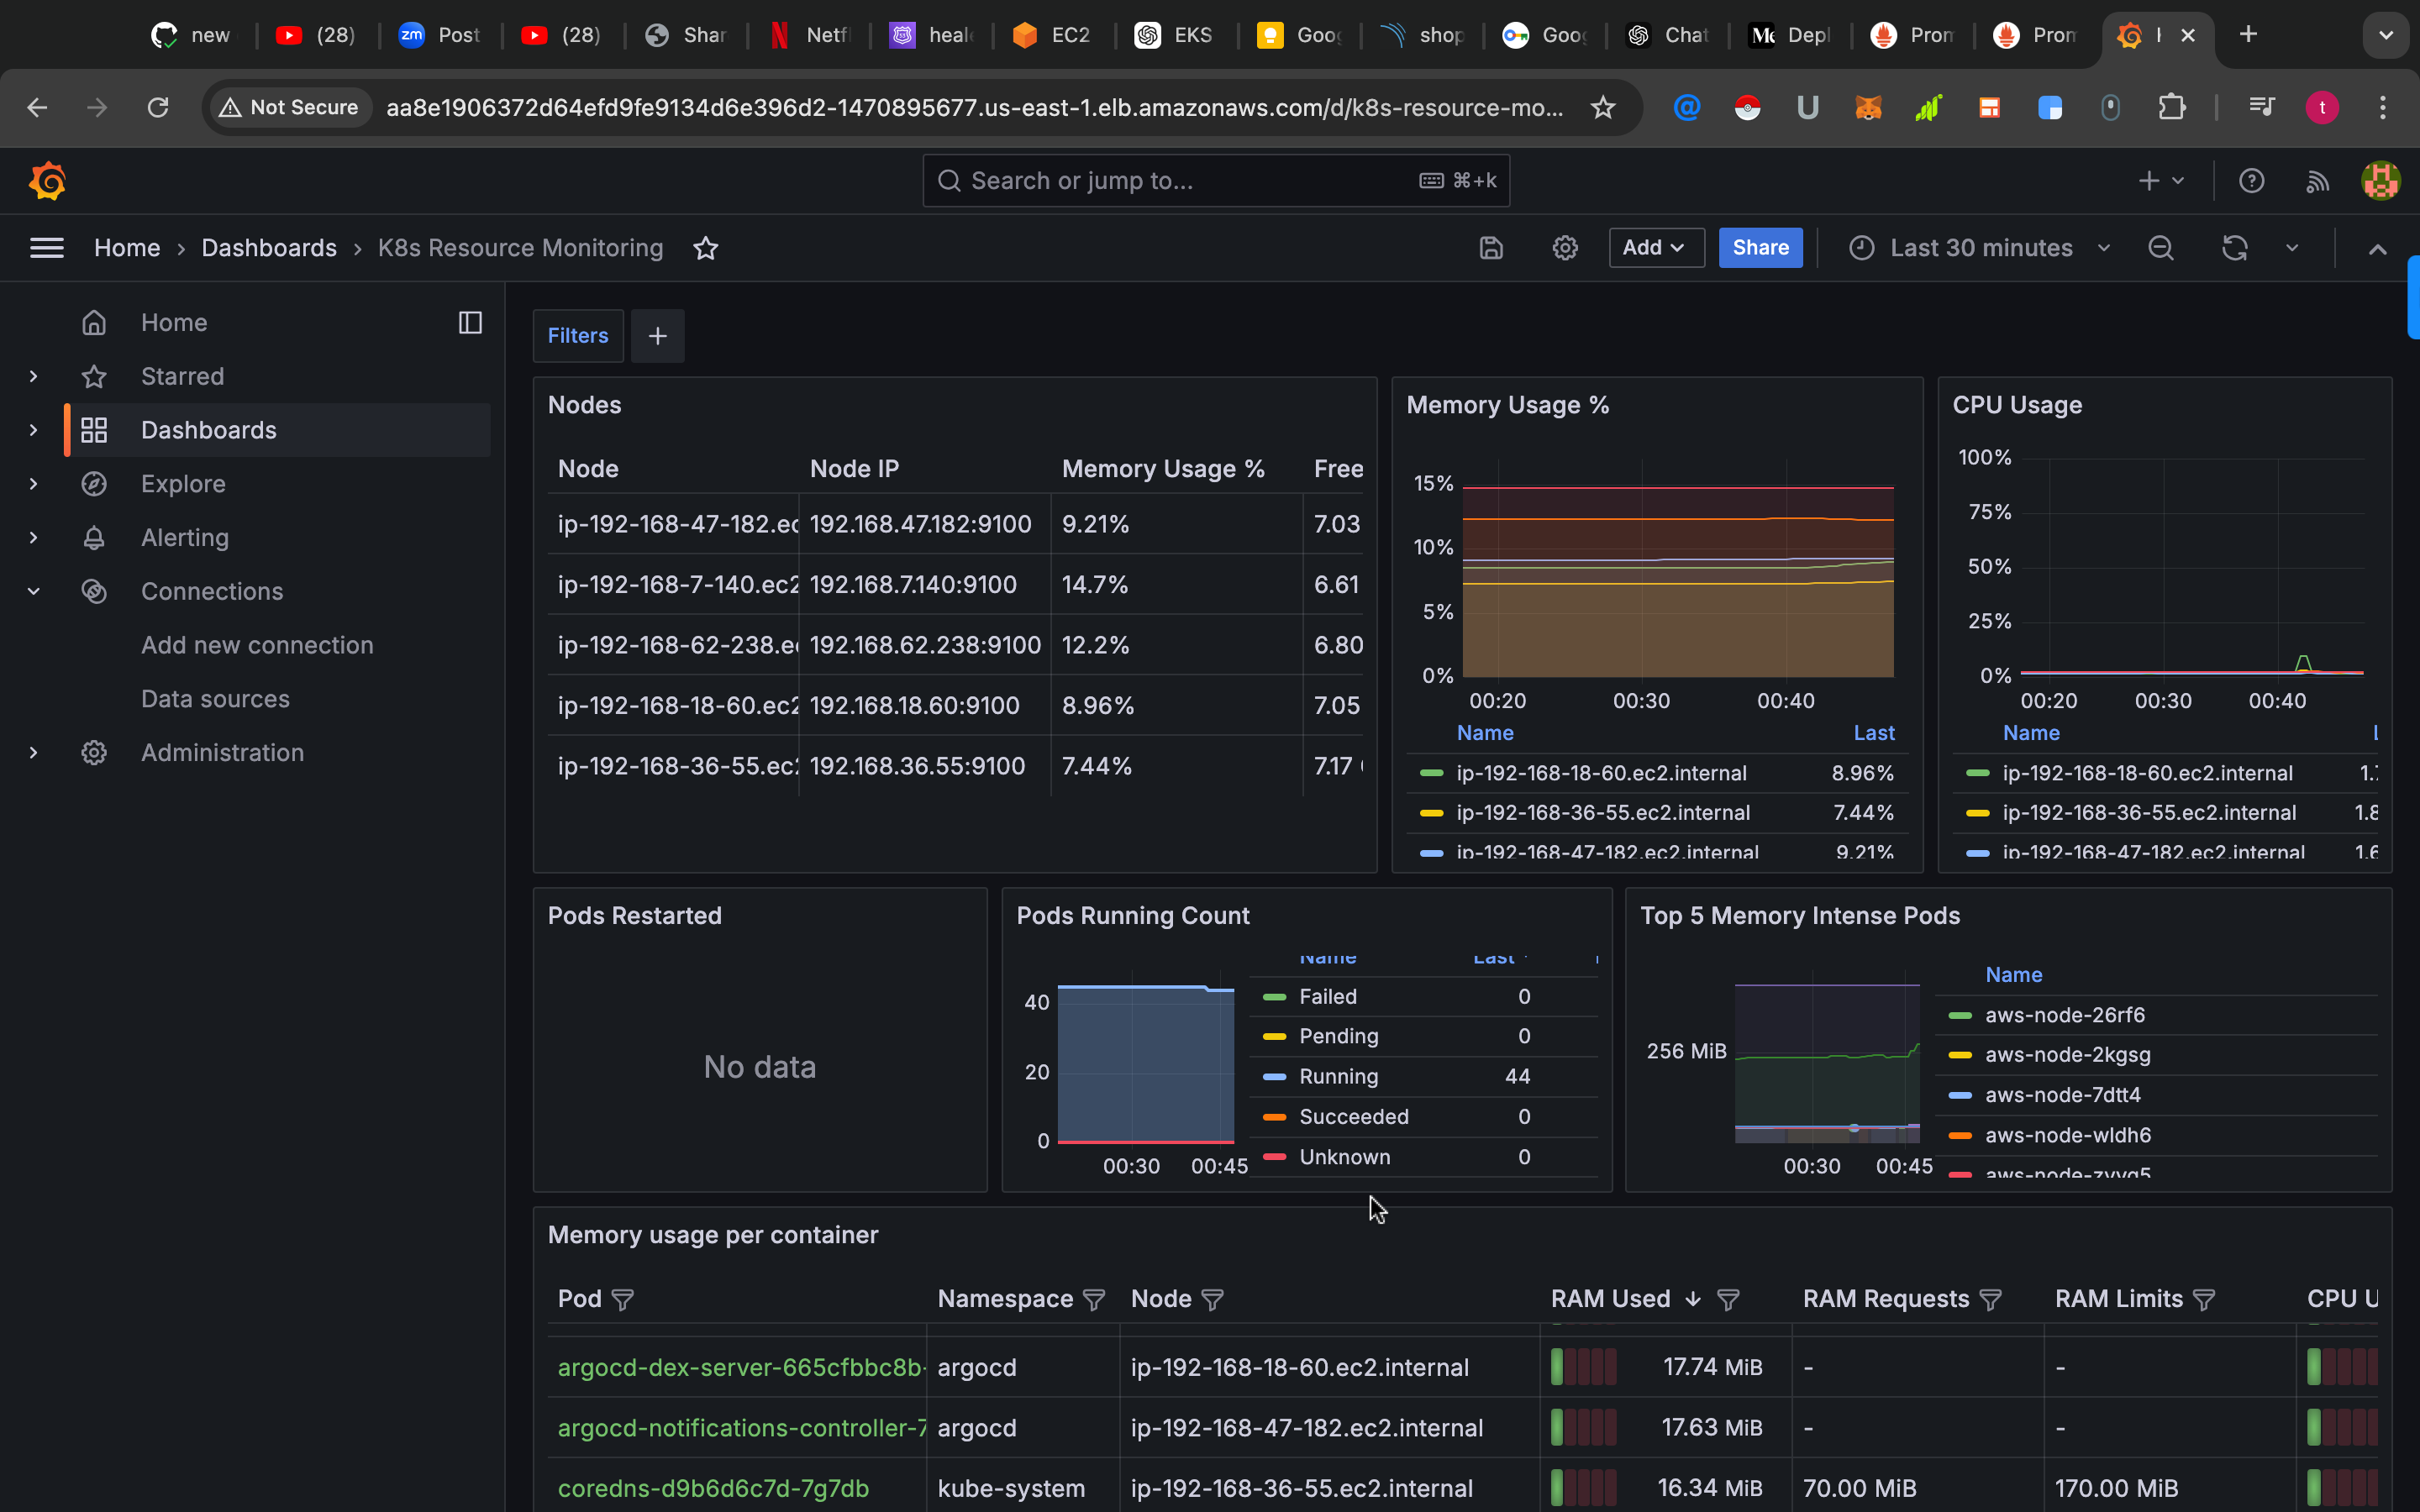 new (28) Post (28) Shar Netfl heal EC2 EKS Goog shop Goog Chat Depl Prom Prom
Not Secure aa8e1906372d64efd9fe9134d6e396d2-1470895677.us-east-1.elb.amazonaws.com/d/k8s-resource-mo... t
Search or jump to... ⌘+k
Home › Dashboards › K8s Resource Monitoring Add Share Last 30 minutes
Home
Starred
Dashboards
Explore
Alerting
Connections
Add new connection
Data sources
Administration
Filters +
Nodes
Node Node IP Memory Usage % Free
ip-192-168-47-182.ec 192.168.47.182:9100 9.21% 7.03
ip-192-168-7-140.ec2 192.168.7.140:9100 14.7% 6.61
ip-192-168-62-238.e 192.168.62.238:9100 12.2% 6.80
ip-192-168-18-60.ec2 192.168.18.60:9100 8.96% 7.05
ip-192-168-36-55.ec 192.168.36.55:9100 7.44% 7.17
Memory Usage %
15%
10%
5%
0%
00:20 00:30 00:40
Name Last
ip-192-168-18-60.ec2.internal 8.96%
ip-192-168-36-55.ec2.internal 7.44%
ip-192-168-47-182.ec2.internal 9.21%
CPU Usage
100%
75%
50%
25%
0%
00:20 00:30 00:40
Name
ip-192-168-18-60.ec2.internal 1.7
ip-192-168-36-55.ec2.internal 1.8
ip-192-168-47-182.ec2.internal 1.6
Pods Restarted
No data
Pods Running Count
40
20
0
00:30 00:45
Name Last
Failed 0
Pending 0
Running 44
Succeeded 0
Unknown 0
Top 5 Memory Intense Pods
256 MiB
00:30 00:45
Name
aws-node-26rf6
aws-node-2kgsg
aws-node-7dtt4
aws-node-wldh6
Memory usage per container
Pod Namespace Node RAM Used RAM Requests RAM Limits CPU U
argocd-dex-server-665cfbbc8b- argocd ip-192-168-18-60.ec2.internal 17.74 MiB - -
argocd-notifications-controller-7 argocd ip-192-168-47-182.ec2.internal 17.63 MiB - -
coredns-d9b6d6c7d-7g7db kube-system ip-192-168-36-55.ec2.internal 16.34 MiB 70.00 MiB 170.00 MiB